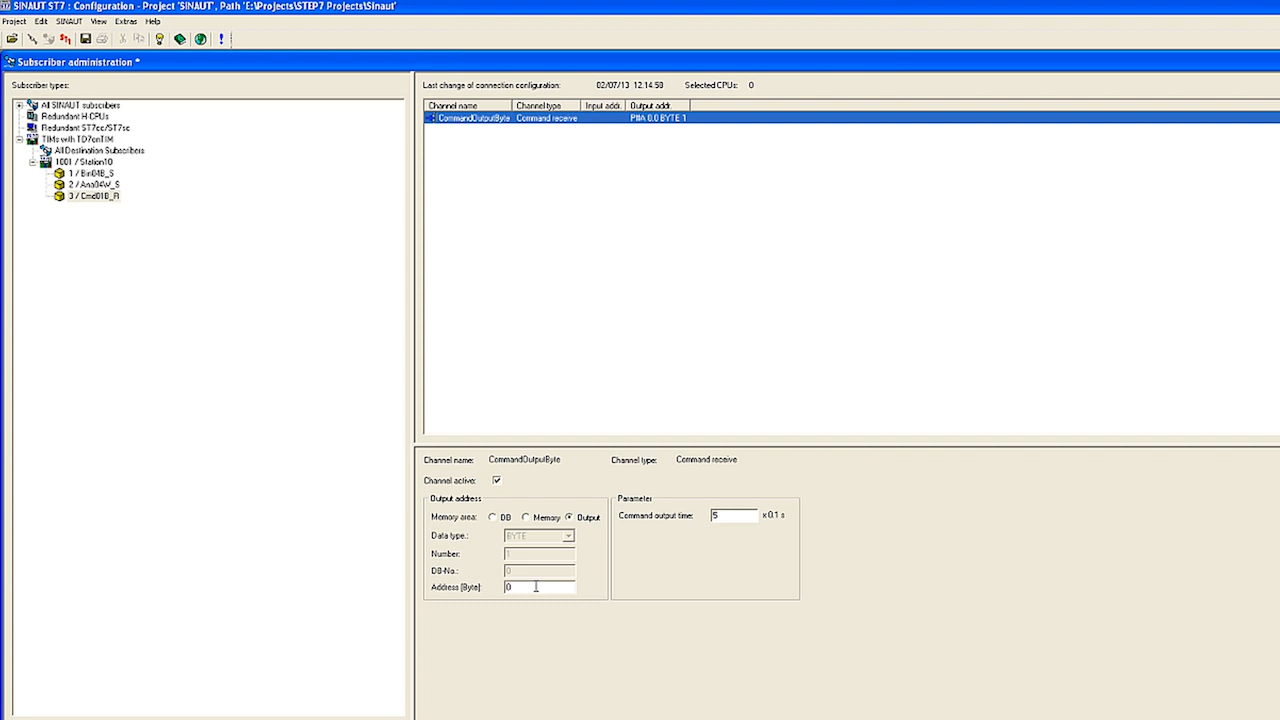 SINAUT ST7 : Configuration - Project 'SINAUT', Path 'E:\Projects\STEP7 Projects\Sinaut'
Project Edit SINAUT View Extras Help
Subscriber administration *
Subscriber types:
All SINAUT subscribers
Redundant H-CPUs
Redundant ST7cc/ST7sc
TIMs with TD7onTIM
All Destination Subscribers
1001 / Station10
1 / Bin04B_S
2 / Ana04W_S
3 / Cmd01B_R
Last change of connection configuration: 02/07/13 12:14:58 Selected CPUs: 0
Channel name Channel type Input addr. Output addr.
CommandOutputByte Command receive P#A 0.0 BYTE 1
Channel name: CommandOutputByte Channel type: Command receive
Channel active:
Output address Parameter
Memory area: DB Memory Output Command output time: 5 x 0.1 s
Data type.: BYTE
Number: 1
DB-No.: 0
Address (Byte): 0